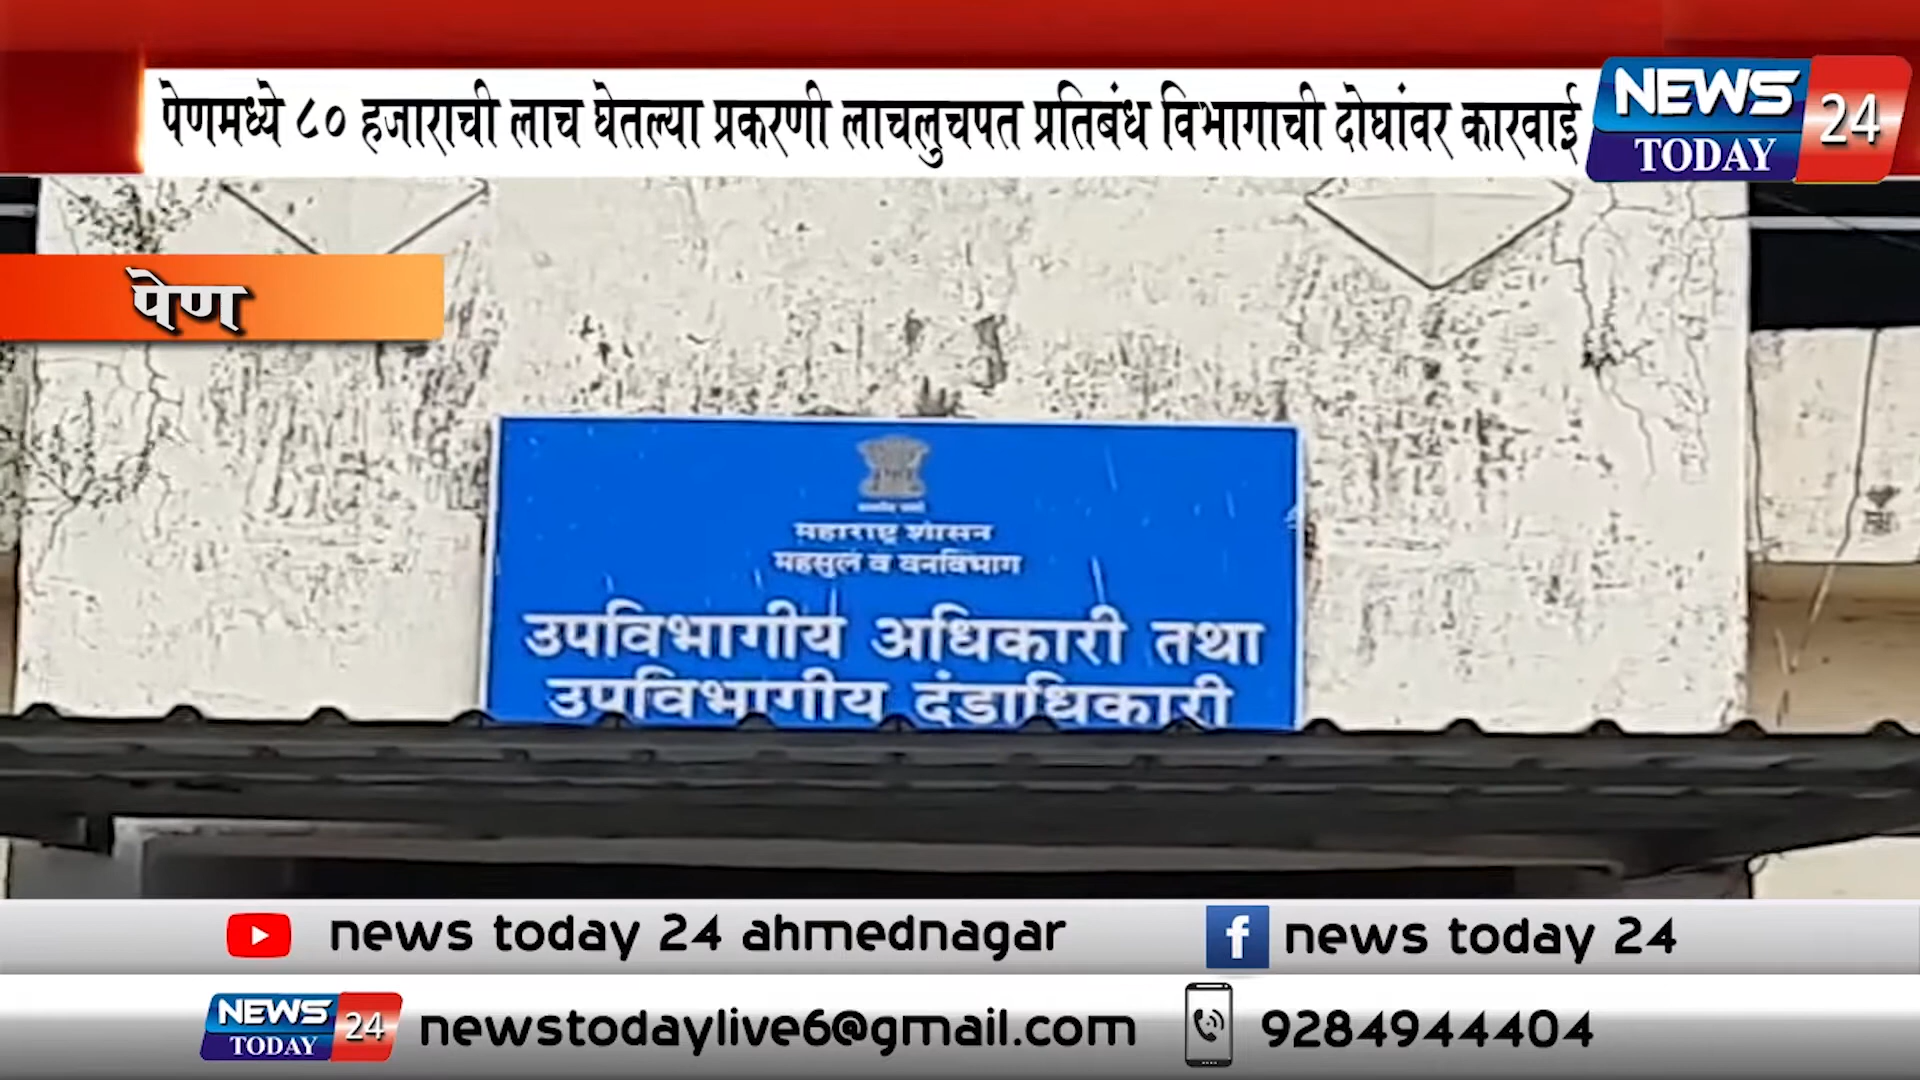 पेणमध्ये ८० हजाराची लाच घेतल्या प्रकरणी लाचलुचपत प्रतिबंध विभागाची दोघांवर कारवाई
NEWS
TODAY
24
पेण
महाराष्ट्र शासन
महसुल व वनविभाग
उपविभागीय अधिकारी तथा
उपविभागीय दंडाधिकारी
news today 24 ahmednagar
news today 24
NEWS
TODAY
24
newstodaylive6@gmail.com
9284944404